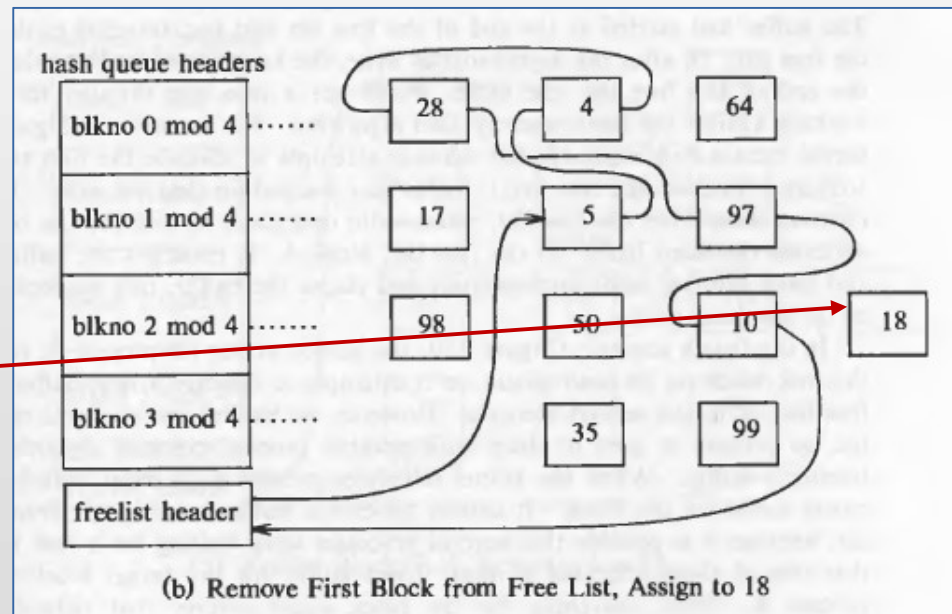 hash queue headers
blkno 0 mod 4 ...... 28 4 64
blkno 1 mod 4 ...... 17 5 97
blkno 2 mod 4 ...... 98 50 10 18
blkno 3 mod 4 ...... 35 99
freelist header
(b) Remove First Block from Free List, Assign to 18